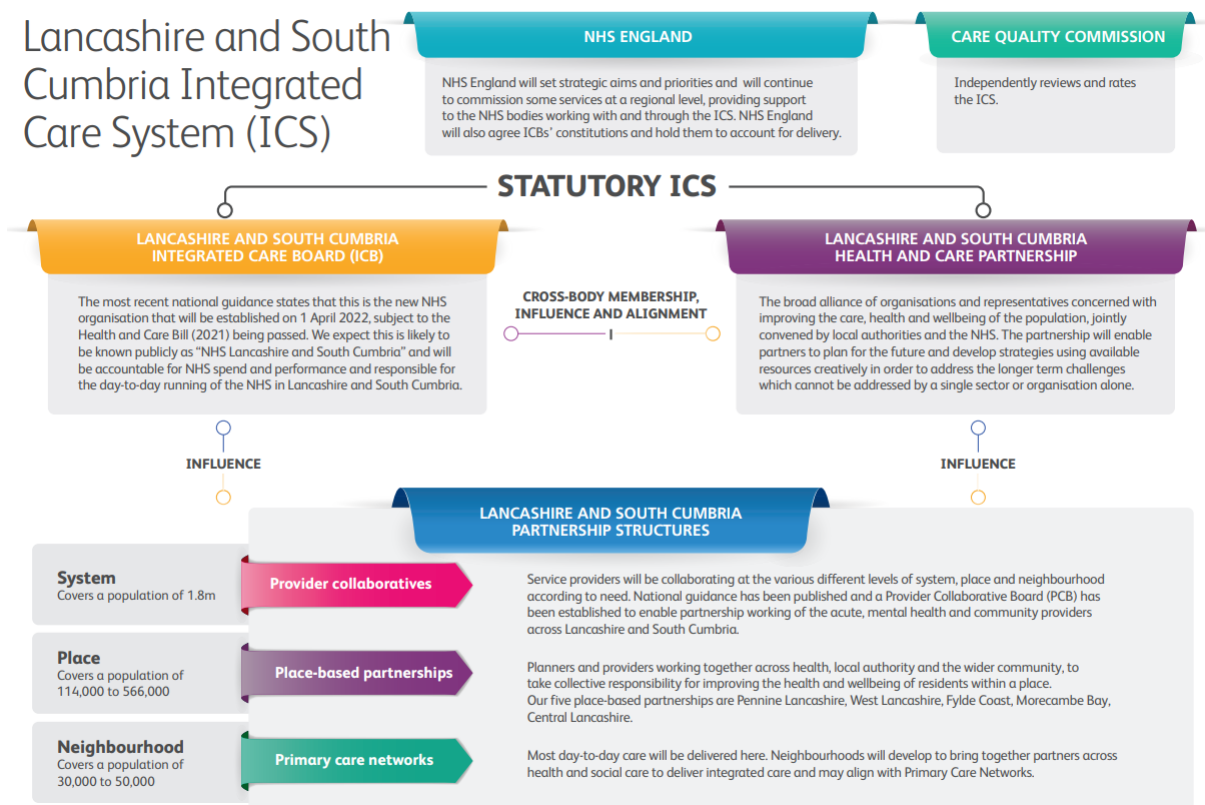 Lancashire and South
Cumbria Integrated
Care System (ICS)
NHS ENGLAND
NHS England will set strategic aims and priorities and will continue
to commission some services at a regional level, providing support
to the NHS bodies working with and through the ICS. NHS England
will also agree ICBs’ constitutions and hold them to account for delivery.
CARE QUALITY COMMISSION
Independently reviews and rates
the ICS.
STATUTORY ICS
LANCASHIRE AND SOUTH CUMBRIA
INTEGRATED CARE BOARD (ICB)
The most recent national guidance states that this is the new NHS
organisation that will be established on 1 April 2022, subject to the
Health and Care Bill (2021) being passed. We expect this is likely to
be known publicly as “NHS Lancashire and South Cumbria” and will
be accountable for NHS spend and performance and responsible for
the day-to-day running of the NHS in Lancashire and South Cumbria.
CROSS-BODY MEMBERSHIP,
INFLUENCE AND ALIGNMENT
LANCASHIRE AND SOUTH CUMBRIA
HEALTH AND CARE PARTNERSHIP
The broad alliance of organisations and representatives concerned with
improving the care, health and wellbeing of the population, jointly
convened by local authorities and the NHS. The partnership will enable
partners to plan for the future and develop strategies using available
resources creatively in order to address the longer term challenges
which cannot be addressed by a single sector or organisation alone.
INFLUENCE
INFLUENCE
LANCASHIRE AND SOUTH CUMBRIA
PARTNERSHIP STRUCTURES
System
Covers a population of 1.8m
Provider collaboratives
Service providers will be collaborating at the various different levels of system, place and neighbourhood
according to need. National guidance has been published and a Provider Collaborative Board (PCB) has
been established to enable partnership working of the acute, mental health and community providers
across Lancashire and South Cumbria.
Place
Covers a population of
114,000 to 566,000
Place-based partnerships
Planners and providers working together across health, local authority and the wider community, to
take collective responsibility for improving the health and wellbeing of residents within a place.
Our five place-based partnerships are Pennine Lancashire, West Lancashire, Fylde Coast, Morecambe Bay,
Central Lancashire.
Neighbourhood
Covers a population of
30,000 to 50,000
Primary care networks
Most day-to-day care will be delivered here. Neighbourhoods will develop to bring together partners across
health and social care to deliver integrated care and may align with Primary Care Networks.